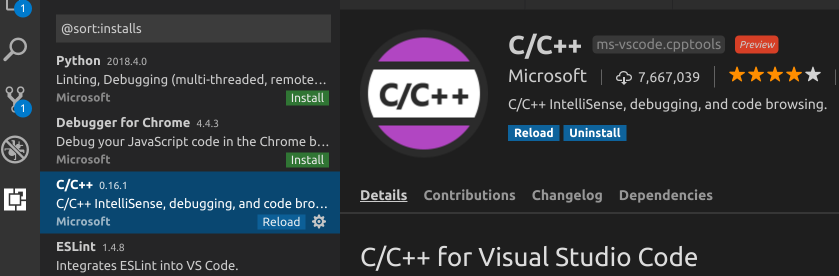 1
@sort:installs
Python 2018.4.0
Linting, Debugging (multi-threaded, remote...
Microsoft Install
Debugger for Chrome 4.4.3
Debug your JavaScript code in the Chrome b...
Microsoft Install
C/C++ 0.16.1
C/C++ IntelliSense, debugging, and code bro...
Microsoft Reload
ESLint 1.4.8
Integrates ESLint into VS Code.
1
C/C++
C/C++ ms-vscode.cpptools Preview
Microsoft 7,667,039
C/C++ IntelliSense, debugging, and code browsing.
Reload Uninstall
Details Contributions Changelog Dependencies
C/C++ for Visual Studio Code